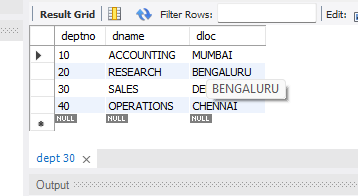 Result Grid Filter Rows: Edit:
deptno dname dloc
10 ACCOUNTING MUMBAI
20 RESEARCH BENGALURU
30 SALES DE BENGALURU
40 OPERATIONS CHENNAI
NULL NULL NULL
dept 30 ×
Output